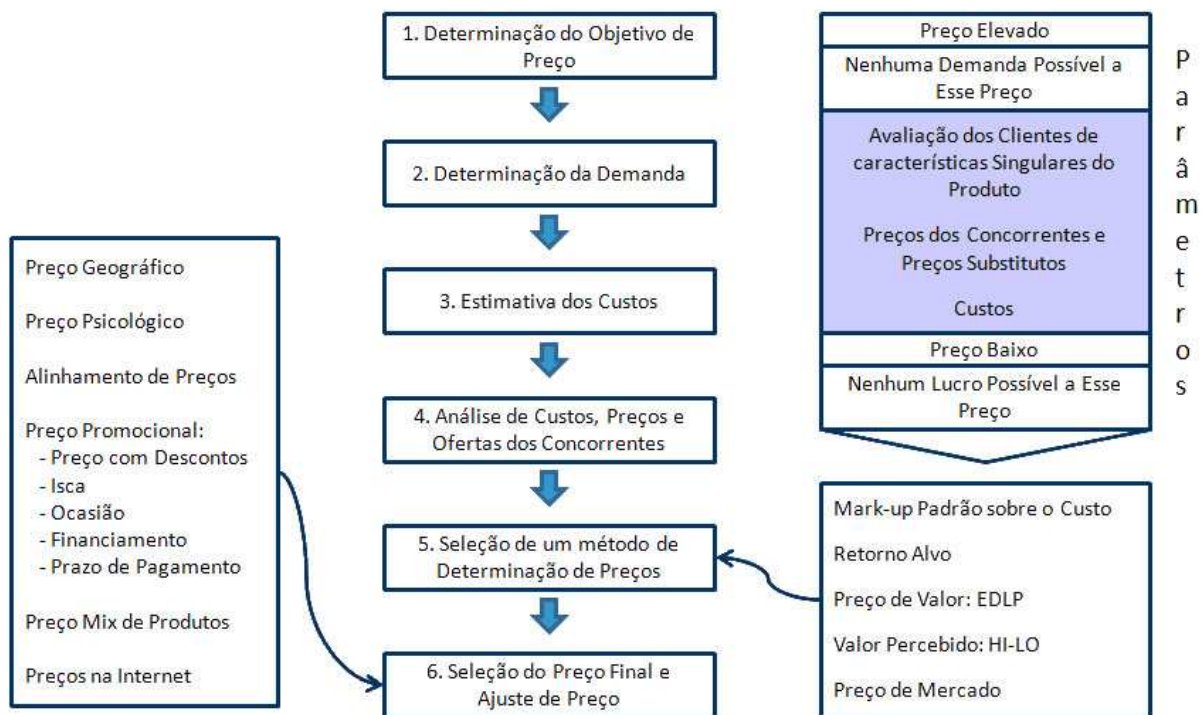 1. Determinação do Objetivo de
Preço
2. Determinação da Demanda
3. Estimativa dos Custos
4. Análise de Custos, Preços e
Ofertas dos Concorrentes
5. Seleção de um método de
Determinação de Preços
6. Seleção do Preço Final e
Ajuste de Preço
Preço Geográfico
Preço Psicológico
Alinhamento de Preços
Preço Promocional:
- Preço com Descontos
- Isca
- Ocasião
- Financiamento
- Prazo de Pagamento
Preço Mix de Produtos
Preços na Internet
Preço Elevado
Nenhuma Demanda Possível a
Esse Preço
Avaliação dos Clientes de
características Singulares do
Produto
Preços dos Concorrentes e
Preços Substitutos
Custos
Preço Baixo
Nenhum Lucro Possível a Esse
Preço
Parâmetros
Mark-up Padrão sobre o Custo
Retorno Alvo
Preço de Valor: EDLP
Valor Percebido: HI-LO
Preço de Mercado